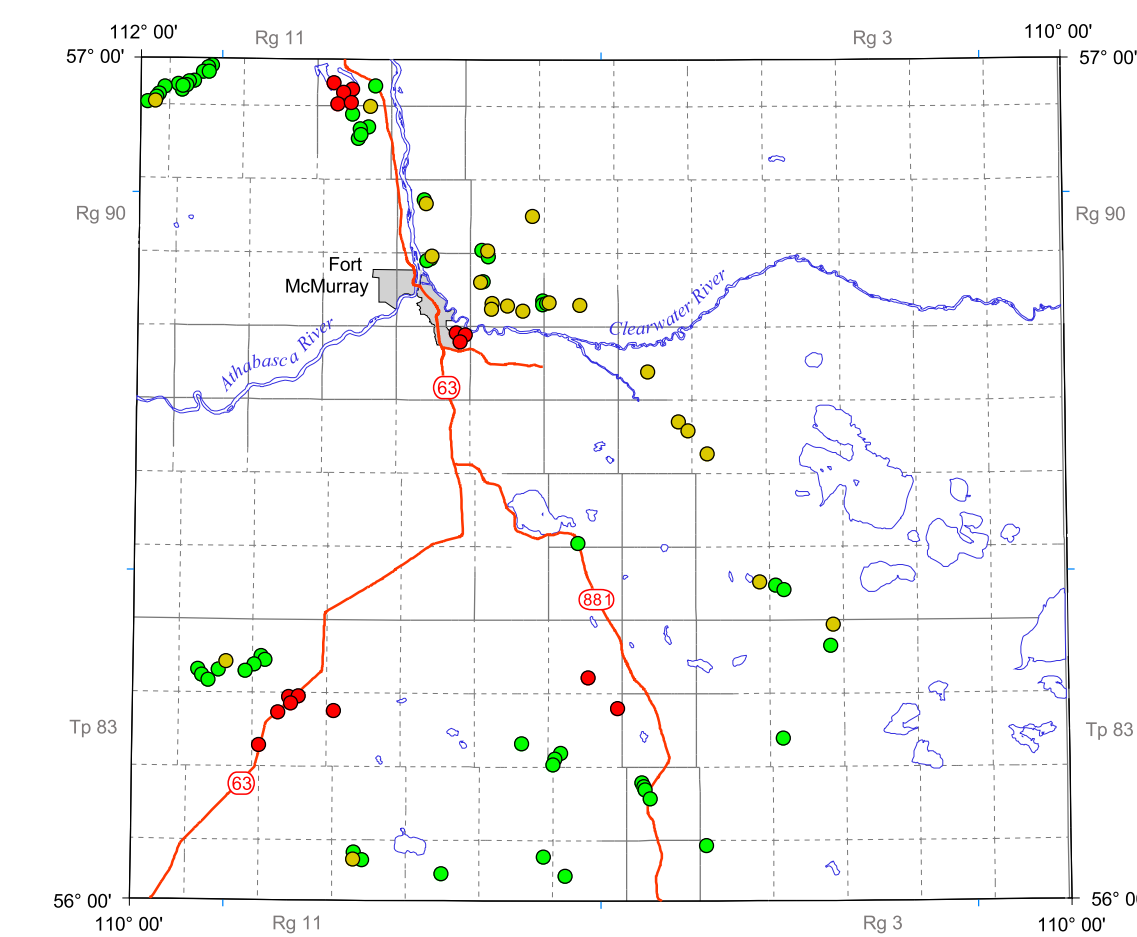 112° 00'
Rg 11
Rg 3
110° 00'
57° 00'
57° 00'
Rg 90
Rg 90
Fort
McMurray
Clearwater River
Athabasca River
63
881
Tp 83
Tp 83
63
56° 00'
56° 00'
110° 00'
Rg 11
Rg 3
110° 00'